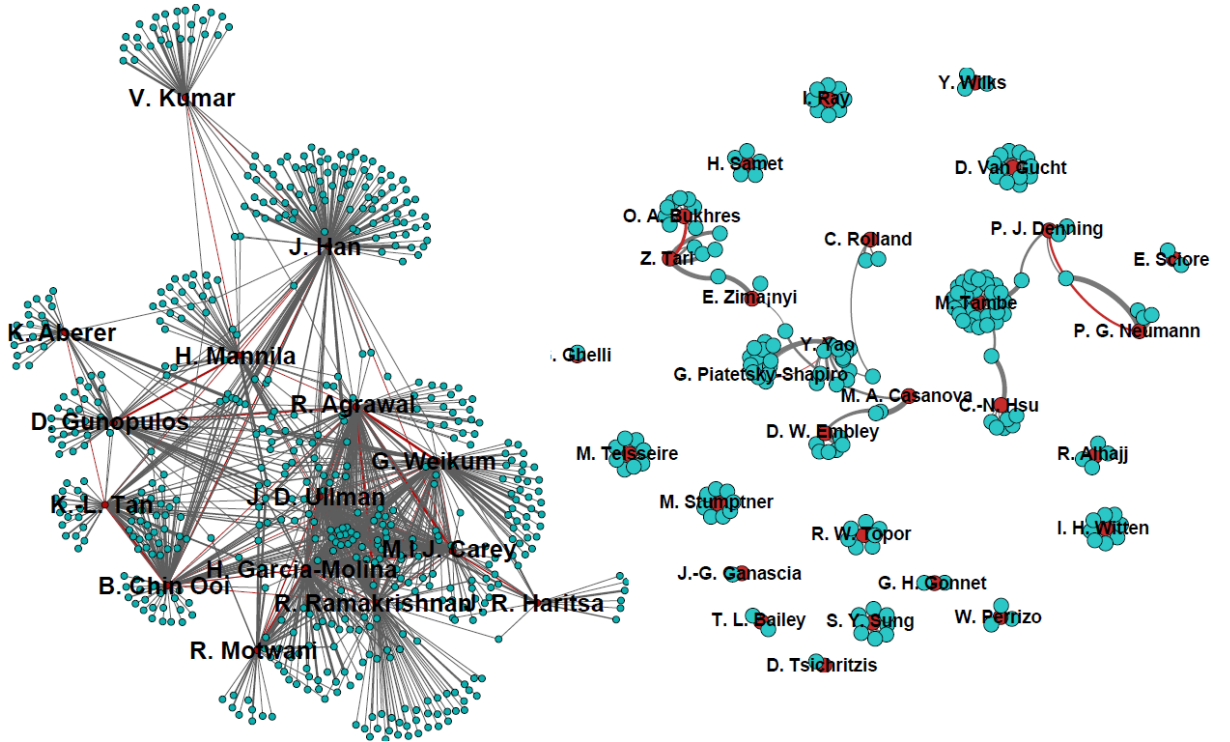 V. Kumar
J. Han
K. Aberer
H. Mannila
D. Gunopulos
R. Agrawal
G. Weikum
K.-L. Tan
J. D. Ullman
M.I J. Carey
B. Chin Ooi
H. Garcia-Molina
R. Ramakrishnan
J. R. Haritsa
R. Motwani
I. Ray
Y. Wilks
H. Samet
D. Van Gucht
O. A. Bukhres
C. Rolland
P. J. Denning
Z. Tari
E. Sciore
E. Zima¡nyi
M. Tambe
P. G. Neumann
Y. Yao
. Ghelli
G. Piatetsky-Shapiro
M. A. Casanova
C.-N. Hsu
D. W. Embley
M. Teisseire
R. Alhajj
M. Stumptner
I. H. Witten
R. W. Topor
J.-G. Ganascia
G. H. Gonnet
T. L. Bailey
S. Y. Sung
W. Perrizo
D. Tsichritzis